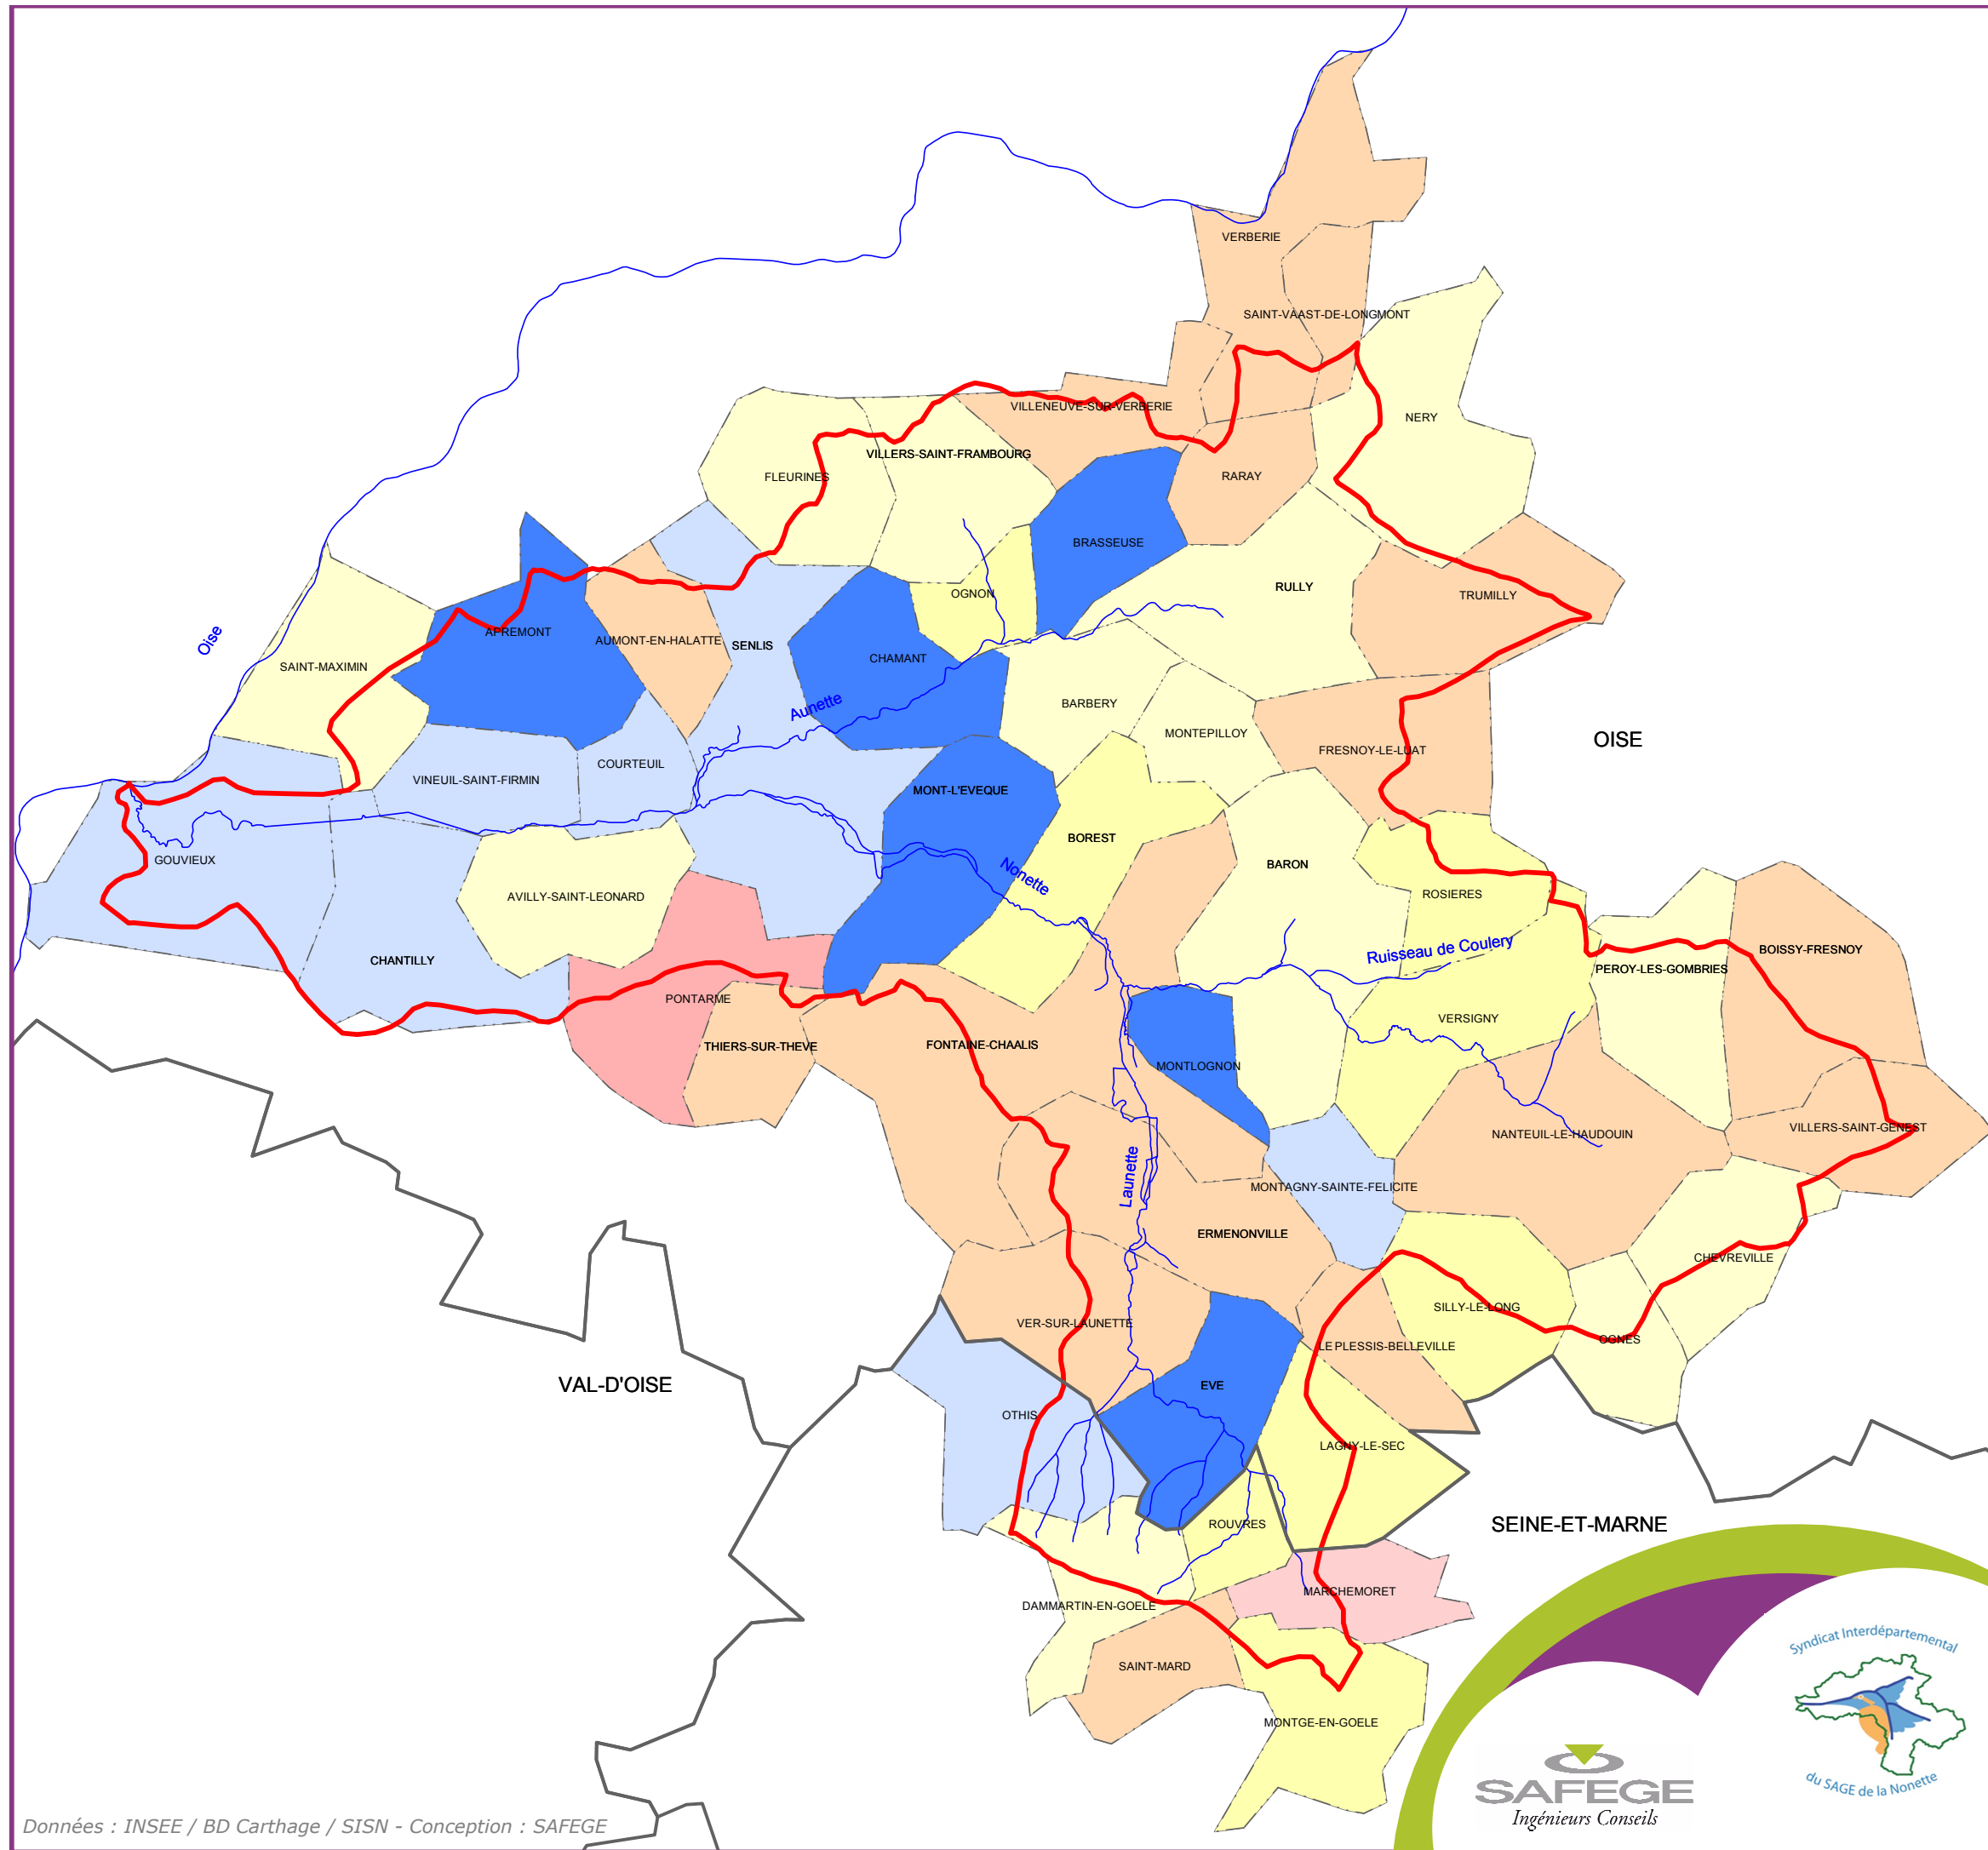 VERBERIE
SAINT-VAAST-DE-LONGMONT
VILLENEUVE-SUR-VERBERIE
NERY
VILLERS-SAINT-FRAMBOURG
FLEURINES
RARAY
BRASSEUSE
RULLY
OGNON
TRUMILLY
Oise
APREMONT
AUMONT-EN-HALATTE
SENLIS
CHAMANT
SAINT-MAXIMIN
Aunette
BARBERY
MONTEPILLOY
OISE
FRESNOY-LE-LUAT
COURTEUIL
VINEUIL-SAINT-FIRMIN
MONT-L'EVEQUE
BOREST
GOUVIEUX
BARON
Nonette
ROSIERES
AVILLY-SAINT-LEONARD
Ruisseau de Coulery
BOISSY-FRESNOY
CHANTILLY
PEROY-LES-GOMBRIES
PONTARME
VERSIGNY
THIERS-SUR-THEVE
FONTAINE-CHAALIS
MONTLOGNON
VILLERS-SAINT-GENEST
NANTEUIL-LE-HAUDOUIN
Launette
MONTAGNY-SAINTE-FELICITE
ERMENONVILLE
CHEVREVILLE
SILLY-LE-LONG
VER-SUR-LAUNETTE
OGNES
LE PLESSIS-BELLEVILLE
VAL-D'OISE
EVE
OTHIS
LAGNY-LE-SEC
ROUVRES
SEINE-ET-MARNE
MARCHEMORET
DAMMARTIN-EN-GOELE
SAINT-MARD
MONTGE-EN-GOELE
Syndicat Interdépartemental
du SAGE de la Nonette
SAFEGE
Ingénieurs Conseils
Données : INSEE / BD Carthage / SISN - Conception : SAFEGE